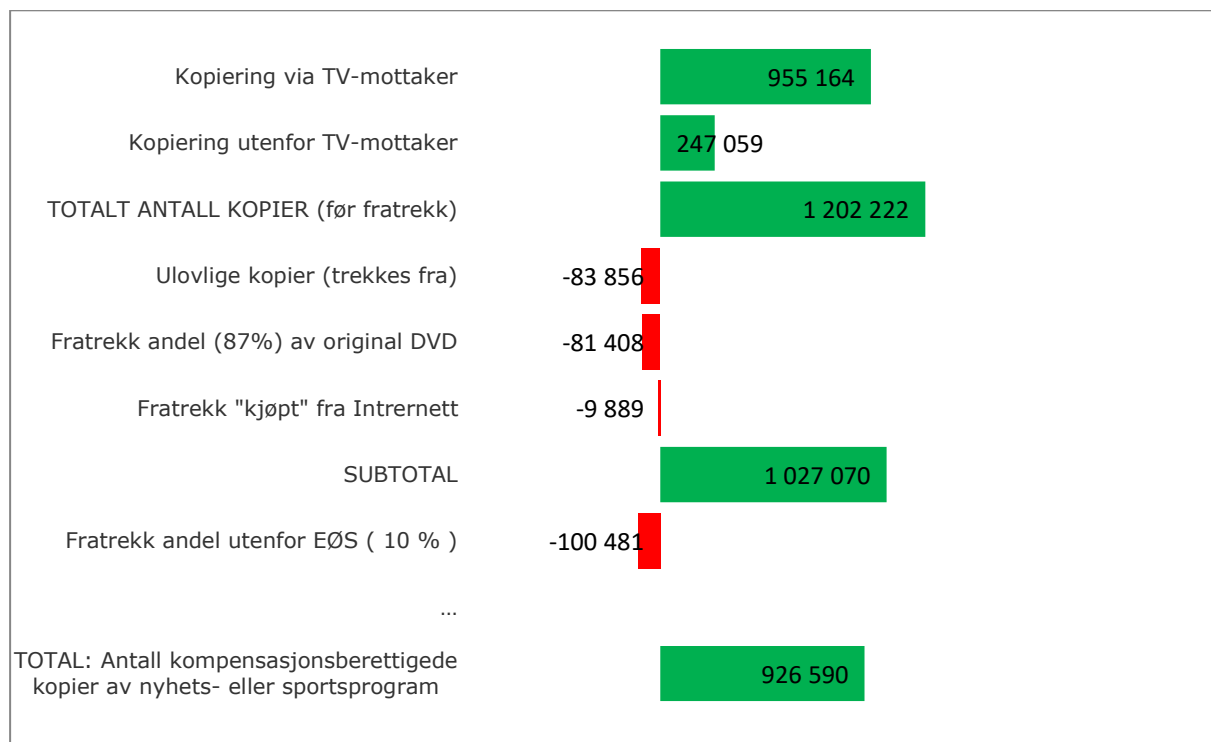 Kopiering via TV-mottaker 955 164
Kopiering utenfor TV-mottaker 247 059
TOTALT ANTALL KOPIER (før fratrekk) 1 202 222
Ulovlige kopier (trekkes fra) -83 856
Fratrekk andel (87%) av original DVD -81 408
Fratrekk "kjøpt" fra Intrernett -9 889
SUBTOTAL 1 027 070
Fratrekk andel utenfor EØS ( 10 % ) -100 481
…
TOTAL: Antall kompensasjonsberettigede
kopier av nyhets- eller sportsprogram 926 590